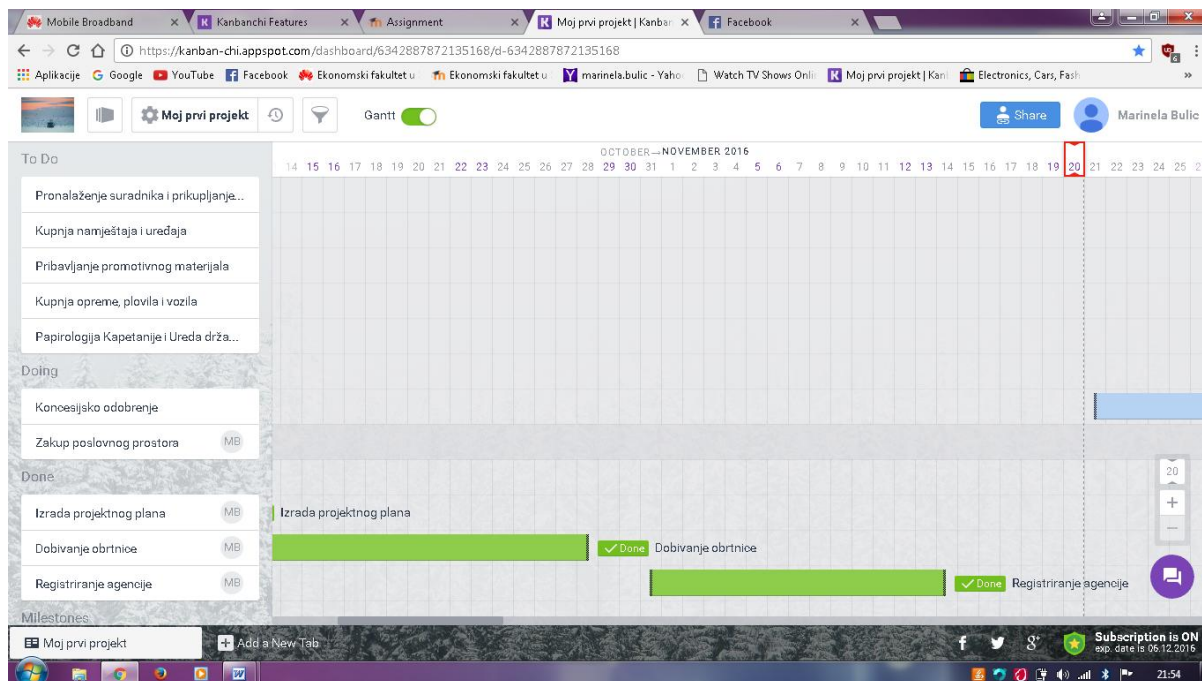 Mobile Broadband
Kanbanchi Features
Assignment
Moj prvi projekt | Kanban
Facebook
https://kanban-chi.appspot.com/dashboard/6342887872135168/d-6342887872135168
6
Aplikacije Google YouTube Facebook Ekonomski fakultet u Ekonomski fakultet u marinela.bulic - Yaho Watch TV Shows Onli Moj prvi projekt | Kan Electronics, Cars, Fash »
Moj prvi projekt Gantt Share Marinela Bulic
To Do
OCTOBER—NOVEMBER 2016
14 15 16 17 18 19 20 21 22 23 24 25 26 27 28 29 30 31 1 2 3 4 5 6 7 8 9 10 11 12 13 14 15 16 17 18 19 20 21 22 23 24 25 2
Pronalaženje suradnika i prikupljanje...
Kupnja namještaja i uređaja
Pribavljanje promotivnog materijala
Kupnja opreme, plovila i vozila
Papirologija Kapetanije i Ureda drža...
Doing
Koncesijsko odobrenje
Zakup poslovnog prostora MB
Done
20
Izrada projektnog plana MB Izrada projektnog plana
Dobivanje obrtnice MB Done Dobivanje obrtnice
Registriranje agencije MB Done Registriranje agencije
Milestones
Moj prvi projekt Add a New Tab
Subscription is ON
exp. date is 06.12.2016
21:54